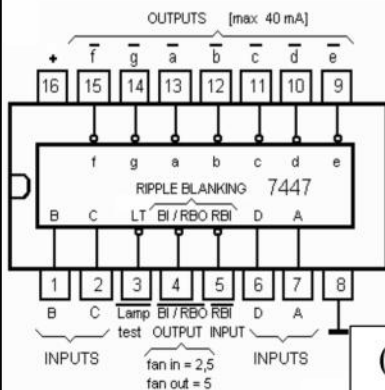 OUTPUTS [max 40 mA]
+ f g a b c d e
16 15 14 13 12 11 10 9
f g a b c d e
RIPPLE BLANKING 7447
B C LT BI / RBO RBI D A
1 2 3 4 5 6 7 8
B C Lamp BI / RBO RBI D A
test OUTPUT INPUT
INPUTS INPUTS
fan in = 2,5
fan out = 5
(